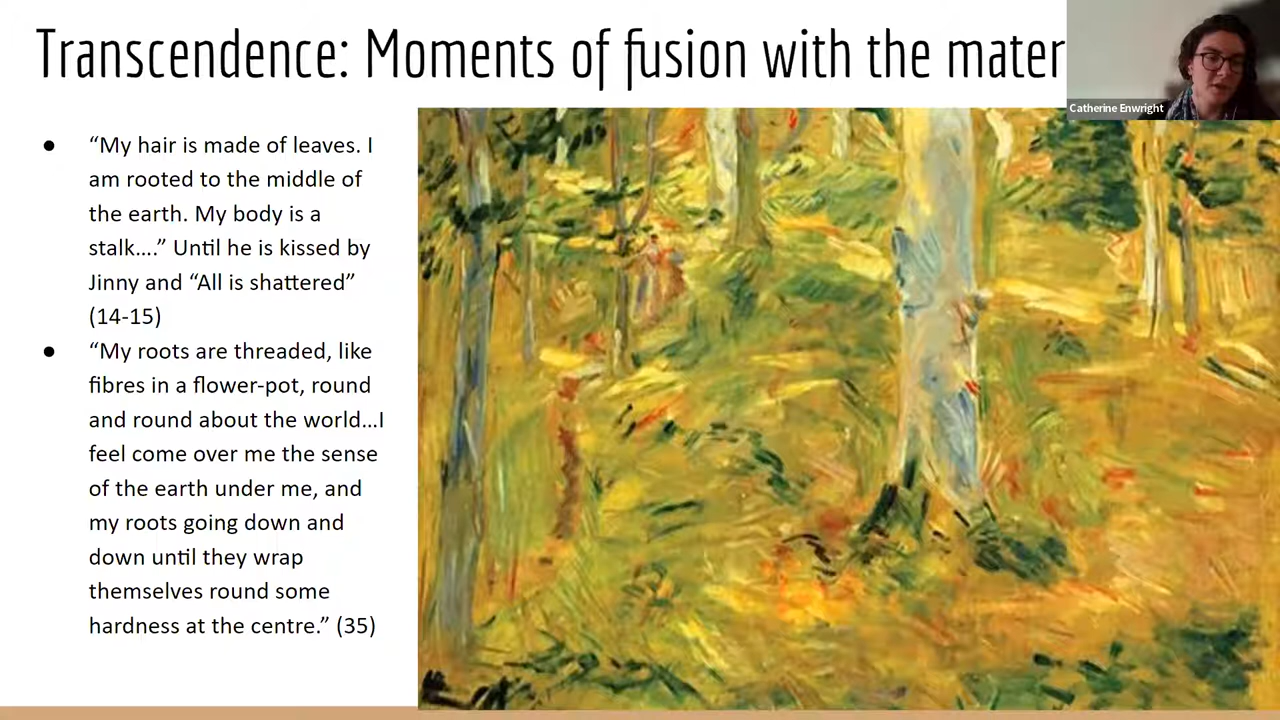 Transcendence: Moments of fusion with the mater
Catherine Enwright
● “My hair is made of leaves. I
am rooted to the middle of
the earth. My body is a
stalk….” Until he is kissed by
Jinny and “All is shattered”
(14-15)
● “My roots are threaded, like
fibres in a flower-pot, round
and round about the world…I
feel come over me the sense
of the earth under me, and
my roots going down and
down until they wrap
themselves round some
hardness at the centre.” (35)